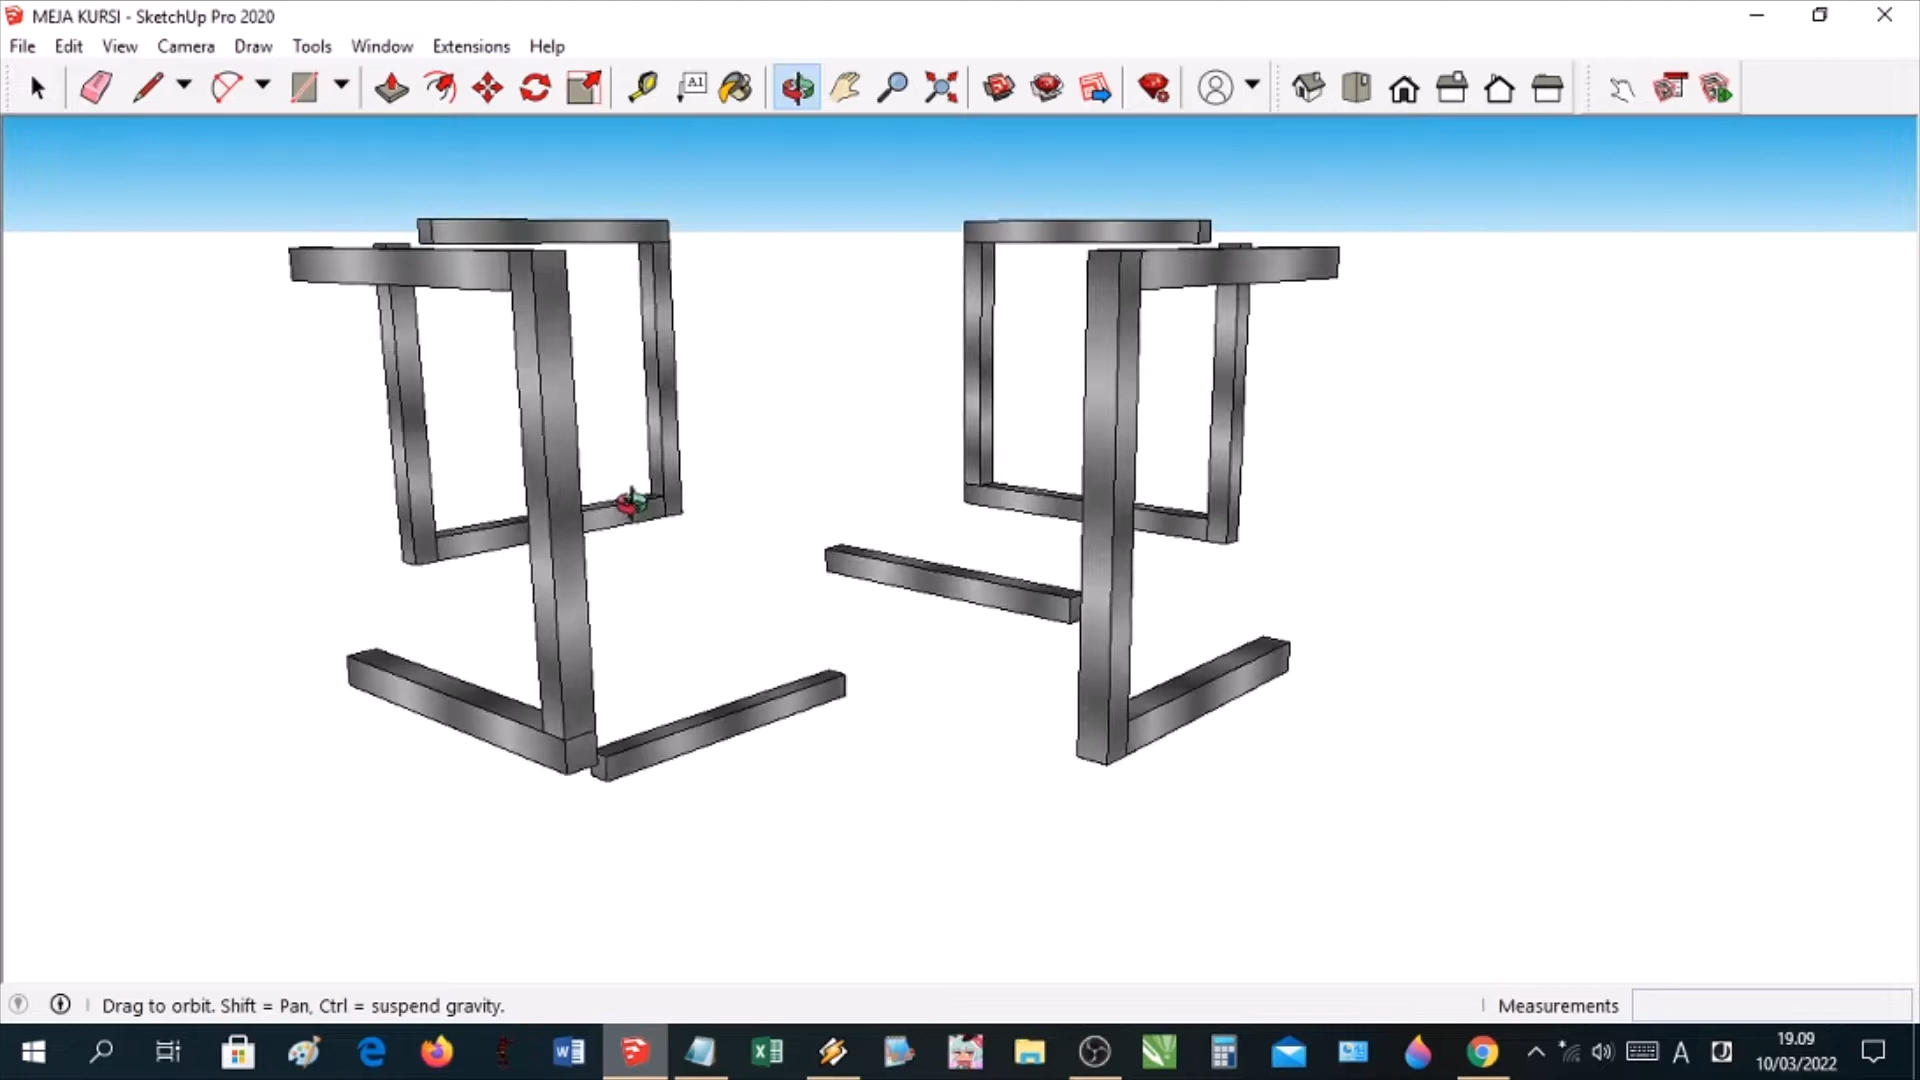 MEJA KURSI - SketchUp Pro 2020
File Edit View Camera Draw Tools Window Extensions Help
A1
Drag to orbit. Shift = Pan, Ctrl = suspend gravity.
Measurements
A
19.09
10/03/2022